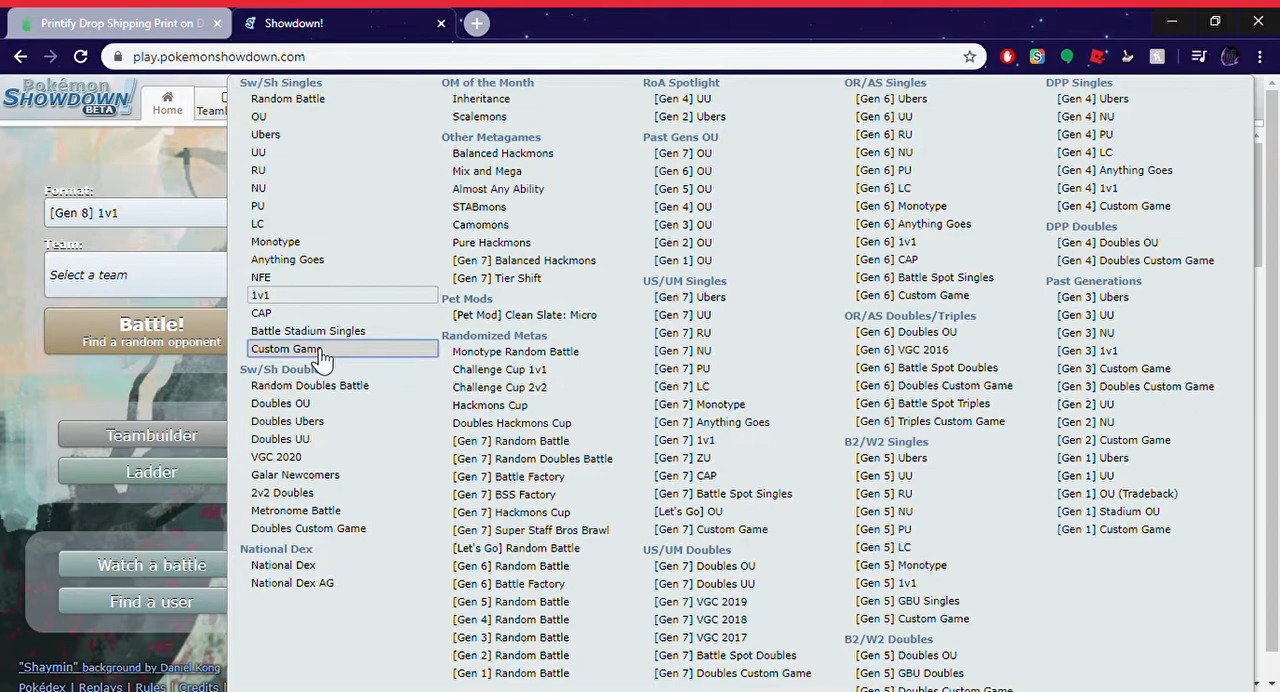 Printify Drop Shipping Print on D
Showdown!
play.pokemonshowdown.com
Pokémon
SHOWDOWN
BETA
Home
Team
Format:
[Gen 8] 1v1
Team:
Select a team
Battle!
Find a random opponent
Teambuilder
Ladder
Watch a battle
Find a user
"Shaymin" background by Daniel Kong
Pokédex | Replays | Rules | Credits
Sw/Sh Singles
Random Battle
OU
Ubers
UU
RU
NU
PU
LC
Monotype
Anything Goes
NFE
1v1
CAP
Battle Stadium Singles
Custom Game
Sw/Sh Doub
Random Doubles Battle
Doubles OU
Doubles Ubers
Doubles UU
VGC 2020
Galar Newcomers
2v2 Doubles
Metronome Battle
Doubles Custom Game
National Dex
National Dex
National Dex AG
OM of the Month
Inheritance
Scalemons
Other Metagames
Balanced Hackmons
Mix and Mega
Almost Any Ability
STABmons
Camomons
Pure Hackmons
[Gen 7] Balanced Hackmons
[Gen 7] Tier Shift
Pet Mods
[Pet Mod] Clean Slate: Micro
Randomized Metas
Monotype Random Battle
Challenge Cup 1v1
Challenge Cup 2v2
Hackmons Cup
Doubles Hackmons Cup
[Gen 7] Random Battle
[Gen 7] Random Doubles Battle
[Gen 7] Battle Factory
[Gen 7] BSS Factory
[Gen 7] Hackmons Cup
[Gen 7] Super Staff Bros Brawl
[Let's Go] Random Battle
[Gen 6] Random Battle
[Gen 6] Battle Factory
[Gen 5] Random Battle
[Gen 4] Random Battle
[Gen 3] Random Battle
[Gen 2] Random Battle
[Gen 1] Random Battle
RoA Spotlight
[Gen 4] UU
[Gen 2] Ubers
Past Gens OU
[Gen 7] OU
[Gen 6] OU
[Gen 5] OU
[Gen 4] OU
[Gen 3] OU
[Gen 2] OU
[Gen 1] OU
US/UM Singles
[Gen 7] Ubers
[Gen 7] UU
[Gen 7] RU
[Gen 7] NU
[Gen 7] PU
[Gen 7] LC
[Gen 7] Monotype
[Gen 7] Anything Goes
[Gen 7] 1v1
[Gen 7] ZU
[Gen 7] CAP
[Gen 7] Battle Spot Singles
[Let's Go] OU
[Gen 7] Custom Game
US/UM Doubles
[Gen 7] Doubles OU
[Gen 7] Doubles UU
[Gen 7] VGC 2019
[Gen 7] VGC 2018
[Gen 7] VGC 2017
[Gen 7] Battle Spot Doubles
[Gen 7] Doubles Custom Game
OR/AS Singles
[Gen 6] Ubers
[Gen 6] UU
[Gen 6] RU
[Gen 6] NU
[Gen 6] PU
[Gen 6] LC
[Gen 6] Monotype
[Gen 6] Anything Goes
[Gen 6] 1v1
[Gen 6] CAP
[Gen 6] Battle Spot Singles
[Gen 6] Custom Game
OR/AS Doubles/Triples
[Gen 6] Doubles OU
[Gen 6] VGC 2016
[Gen 6] Battle Spot Doubles
[Gen 6] Doubles Custom Game
[Gen 6] Battle Spot Triples
[Gen 6] Triples Custom Game
B2/W2 Singles
[Gen 5] Ubers
[Gen 5] UU
[Gen 5] RU
[Gen 5] NU
[Gen 5] PU
[Gen 5] LC
[Gen 5] Monotype
[Gen 5] 1v1
[Gen 5] GBU Singles
[Gen 5] Custom Game
B2/W2 Doubles
[Gen 5] Doubles OU
[Gen 5] GBU Doubles
[Gen 5] Doubles Custom Game
DPP Singles
[Gen 4] Ubers
[Gen 4] NU
[Gen 4] PU
[Gen 4] LC
[Gen 4] Anything Goes
[Gen 4] 1v1
[Gen 4] Custom Game
DPP Doubles
[Gen 4] Doubles OU
[Gen 4] Doubles Custom Game
Past Generations
[Gen 3] Ubers
[Gen 3] UU
[Gen 3] NU
[Gen 3] 1v1
[Gen 3] Custom Game
[Gen 3] Doubles Custom Game
[Gen 2] UU
[Gen 2] NU
[Gen 2] Custom Game
[Gen 1] Ubers
[Gen 1] UU
[Gen 1] OU (Tradeback)
[Gen 1] Stadium OU
[Gen 1] Custom Game